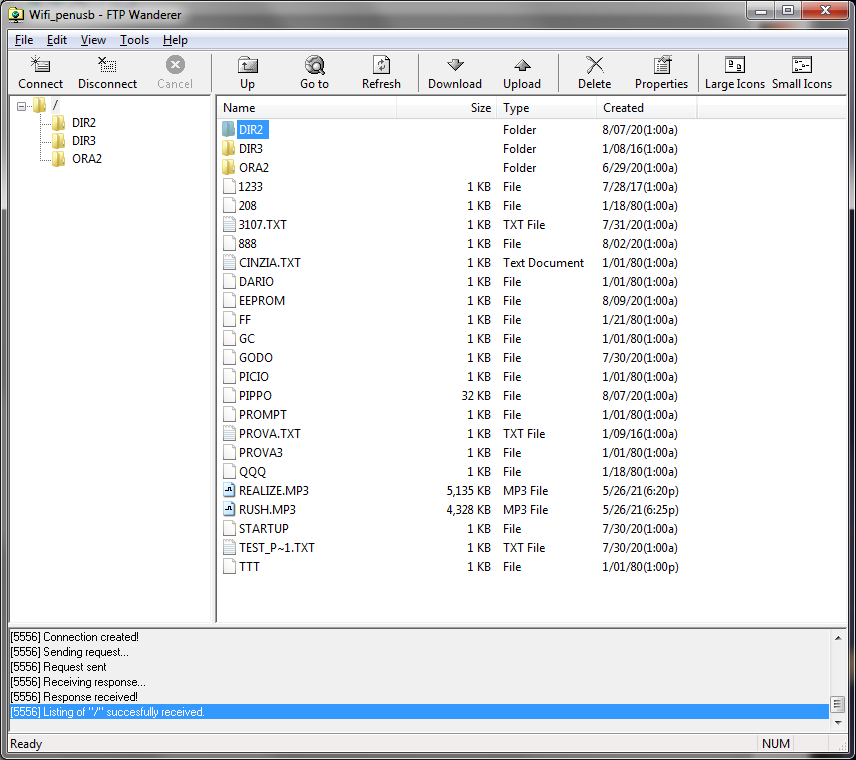 Wifi_penusb - FTP Wanderer
File Edit View Tools Help
Connect Disconnect Cancel Up Go to Refresh Download Upload Delete Properties Large Icons Small Icons
/
DIR2
DIR3
ORA2
Name Size Type Created
DIR2 Folder 8/07/20(1:00a)
DIR3 Folder 1/08/16(1:00a)
ORA2 Folder 6/29/20(1:00a)
1233 1 KB File 7/28/17(1:00a)
208 1 KB File 1/18/80(1:00a)
3107.TXT 1 KB TXT File 7/31/20(1:00a)
888 1 KB File 8/02/20(1:00a)
CINZIA.TXT 1 KB Text Document 1/01/80(1:00a)
DARIO 1 KB File 1/01/80(1:00a)
EEPROM 1 KB File 8/09/20(1:00a)
FF 1 KB File 1/21/80(1:00a)
GC 1 KB File 1/01/80(1:00a)
GODO 1 KB File 7/30/20(1:00a)
PICIO 1 KB File 1/01/80(1:00a)
PIPPO 32 KB File 8/07/20(1:00a)
PROMPT 1 KB File 1/01/80(1:00a)
PROVA.TXT 1 KB TXT File 1/09/16(1:00a)
PROVA3 1 KB File 1/01/80(1:00a)
QQQ 1 KB File 1/18/80(1:00a)
REALIZE.MP3 5,135 KB MP3 File 5/26/21(6:20p)
RUSH.MP3 4,328 KB MP3 File 5/26/21(6:25p)
STARTUP 1 KB File 7/30/20(1:00a)
TEST_P~1.TXT 1 KB TXT File 7/30/20(1:00a)
TTT 1 KB File 1/01/80(1:00p)
[5556] Connection created!
[5556] Sending request...
[5556] Request sent
[5556] Receiving response...
[5556] Response received!
[5556] Listing of "/" succesfully received.
Ready NUM